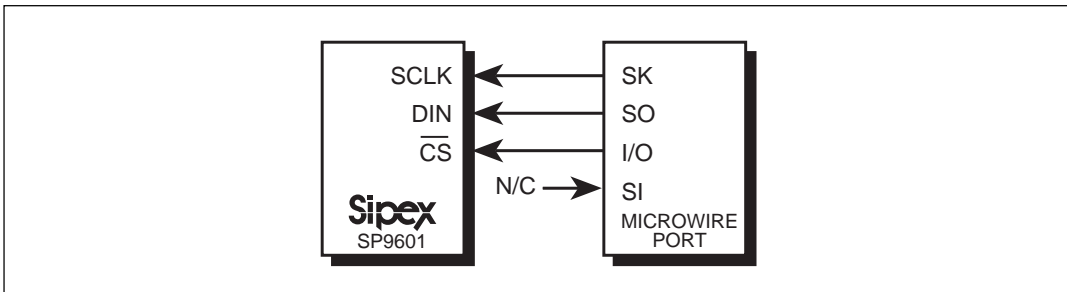 SCLK
DIN
CS
Sipex
SP9601
N/C
SK
SO
I/O
SI
MICROWIRE
PORT